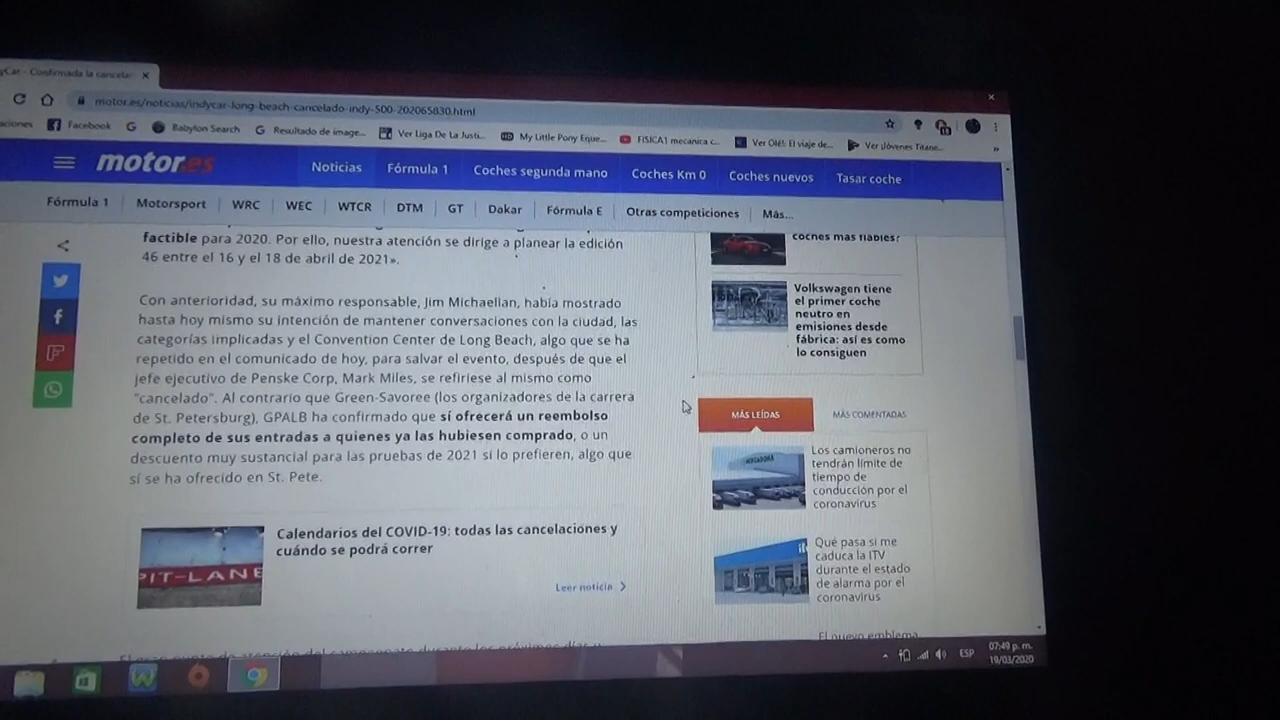 yCar - Confirmada la cancelac
motor.es/noticias/indycar-long-beach-cancelado-indy-500-202065830.html
aciones
Facebook
Babylon Search
Resultado de image...
Ver Liga De La Justi...
My Little Pony Eque...
FISICA1 mecanica c...
Ver Olé!: El viaje de...
Ver Jóvenes Titane...
»
motor.es
Noticias
Fórmula 1
Coches segunda mano
Coches Km 0
Coches nuevos
Tasar coche
Fórmula 1
Motorsport
WRC
WEC
WTCR
DTM
GT
Dakar
Fórmula E
Otras competiciones
Más...
factible para 2020. Por ello, nuestra atención se dirige a planear la edición
46 entre el 16 y el 18 de abril de 2021».
Con anterioridad, su máximo responsable, Jim Michaelian, había mostrado
hasta hoy mismo su intención de mantener conversaciones con la ciudad, las
categorías implicadas y el Convention Center de Long Beach, algo que se ha
repetido en el comunicado de hoy, para salvar el evento, después de que el
jefe ejecutivo de Penske Corp, Mark Miles, se refiriese al mismo como
"cancelado". Al contrario que Green-Savoree (los organizadores de la carrera
de St. Petersburg), GPALB ha confirmado que sí ofrecerá un reembolso
completo de sus entradas a quienes ya las hubiesen comprado, o un
descuento muy sustancial para las pruebas de 2021 si lo prefieren, algo que
sí se ha ofrecido en St. Pete.
PIT-LANE
Calendarios del COVID-19: todas las cancelaciones y
cuándo se podrá correr
Leer noticia
coches más fiables?
Volkswagen tiene
el primer coche
neutro en
emisiones desde
fábrica: así es como
lo consiguen
MÁS LEÍDAS
MÁS COMENTADAS
MERCADONA
Los camioneros no
tendrán límite de
tiempo de
conducción por el
coronavirus
Qué pasa si me
caduca la ITV
durante el estado
de alarma por el
coronavirus
El nuevo emblema
ESP
07:49 p. m.
19/03/2020